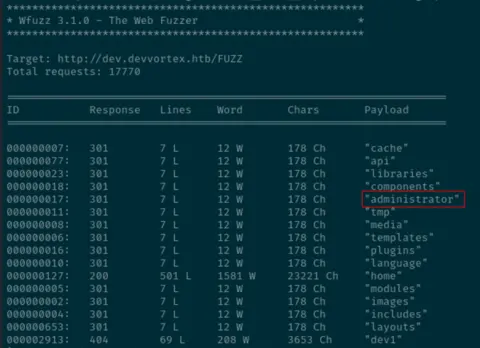 ********************************************************
* Wfuzz 3.1.0 - The Web Fuzzer                         *
********************************************************
Target: http://dev.devvortex.htb/FUZZ
Total requests: 17770
=====================================================================
ID           Response   Lines    Word       Chars       Payload
=====================================================================
000000007:   301        7 L      12 W       178 Ch      "cache"
000000077:   301        7 L      12 W       178 Ch      "api"
000000023:   301        7 L      12 W       178 Ch      "libraries"
000000018:   301        7 L      12 W       178 Ch      "components"
000000017:   301        7 L      12 W       178 Ch      "administrator"
000000011:   301        7 L      12 W       178 Ch      "tmp"
000000008:   301        7 L      12 W       178 Ch      "media"
000000006:   301        7 L      12 W       178 Ch      "templates"
000000016:   301        7 L      12 W       178 Ch      "plugins"
000000010:   301        7 L      12 W       178 Ch      "language"
000000127:   200        501 L    1581 W     23221 Ch    "home"
000000005:   301        7 L      12 W       178 Ch      "modules"
000000002:   301        7 L      12 W       178 Ch      "images"
000000004:   301        7 L      12 W       178 Ch      "includes"
000000653:   301        7 L      12 W       178 Ch      "layouts"
000002913:   404        69 L     208 W      3653 Ch     "dev1"